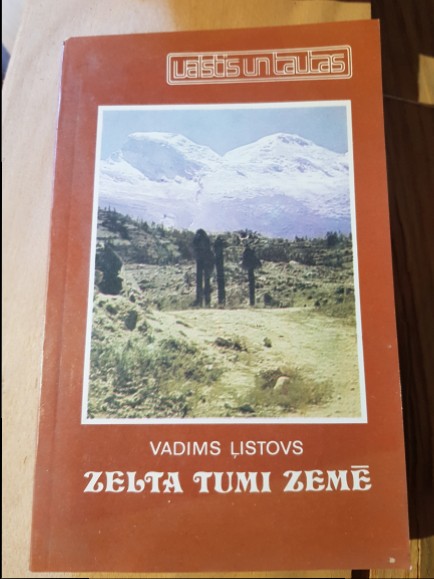 valstis un tautas
VADIMS ĻISTOVS
ZELTA TUMI ZEMĒ